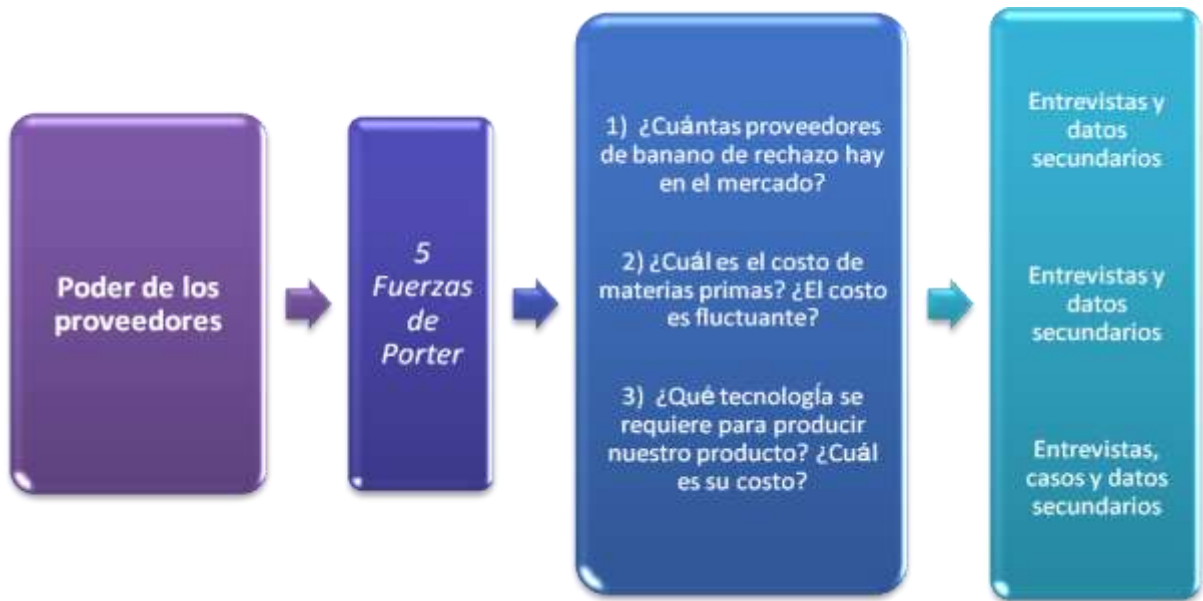 Poder de los
proveedores
5
Fuerzas
de
Porter
1) ¿Cuántas proveedores
de banano de rechazo hay
en el mercado?
2) ¿Cuál es el costo de
materias primas? ¿El costo
es fluctuante?
3) ¿Qué tecnología se
requiere para producir
nuestro producto? ¿Cuál
es su costo?
Entrevistas y
datos
secundarios
Entrevistas y
datos
secundarios
Entrevistas,
casos y datos
secundarios